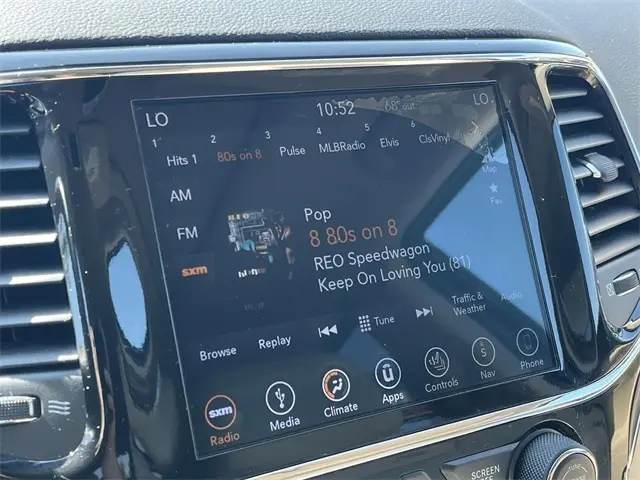 LO 10:52 68° out LO
1 2 3 4 5 6
Hits 1 80s on 8 Pulse MLBRadio Elvis ClsVinyl
AM
FM
sxm
Map
Fav
REO
Pop
8 80s on 8
REO Speedwagon
Keep On Loving You (81)
Browse Replay Tune Traffic & Weather Audio
sxm
Radio Media Climate Apps Controls Nav Phone
SCREEN